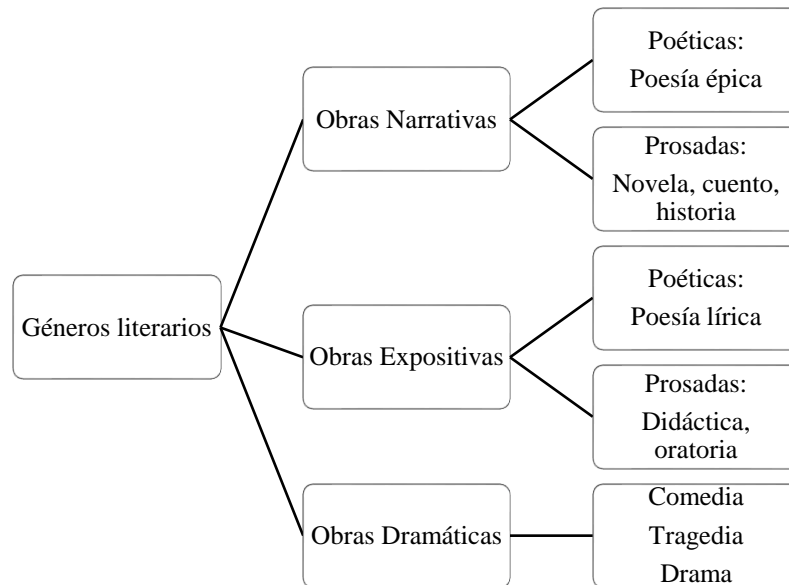 Géneros literarios
Obras Narrativas
Poéticas:
Poesía épica
Prosadas:
Novela, cuento,
historia
Obras Expositivas
Poéticas:
Poesía lírica
Prosadas:
Didáctica,
oratoria
Obras Dramáticas
Comedia
Tragedia
Drama